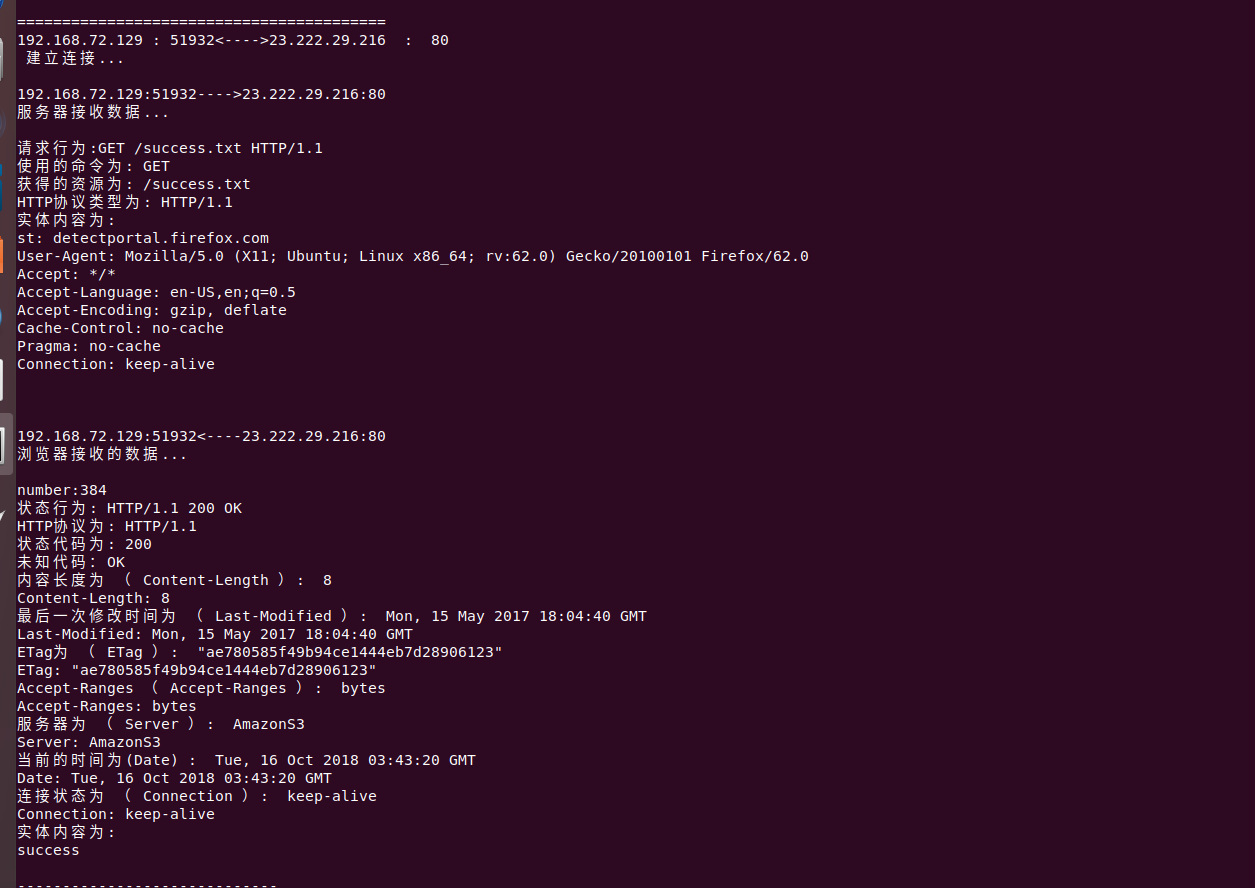 =========================================
192.168.72.129 : 51932<---->23.222.29.216  :  80
 建立连接...
192.168.72.129:51932---->23.222.29.216:80
服务器接收数据...
请求行为:GET /success.txt HTTP/1.1
使用的命令为: GET
获得的资源为: /success.txt
HTTP协议类型为: HTTP/1.1
实体内容为:
st: detectportal.firefox.com
User-Agent: Mozilla/5.0 (X11; Ubuntu; Linux x86_64; rv:62.0) Gecko/20100101 Firefox/62.0
Accept: */*
Accept-Language: en-US,en;q=0.5
Accept-Encoding: gzip, deflate
Cache-Control: no-cache
Pragma: no-cache
Connection: keep-alive
192.168.72.129:51932<----23.222.29.216:80
浏览器接收的数据...
number:384
状态行为: HTTP/1.1 200 OK
HTTP协议为: HTTP/1.1
状态代码为: 200
未知代码: OK
内容长度为 （ Content-Length ）:  8
Content-Length: 8
最后一次修改时间为 （ Last-Modified ）:  Mon, 15 May 2017 18:04:40 GMT
Last-Modified: Mon, 15 May 2017 18:04:40 GMT
ETag为 （ ETag ）:  "ae780585f49b94ce1444eb7d28906123"
ETag: "ae780585f49b94ce1444eb7d28906123"
Accept-Ranges （ Accept-Ranges ）:  bytes
Accept-Ranges: bytes
服务器为 （ Server ）:  AmazonS3
Server: AmazonS3
当前的时间为(Date) :  Tue, 16 Oct 2018 03:43:20 GMT
Date: Tue, 16 Oct 2018 03:43:20 GMT
连接状态为 （ Connection ）:  keep-alive
Connection: keep-alive
实体内容为:
success
-----------------------------